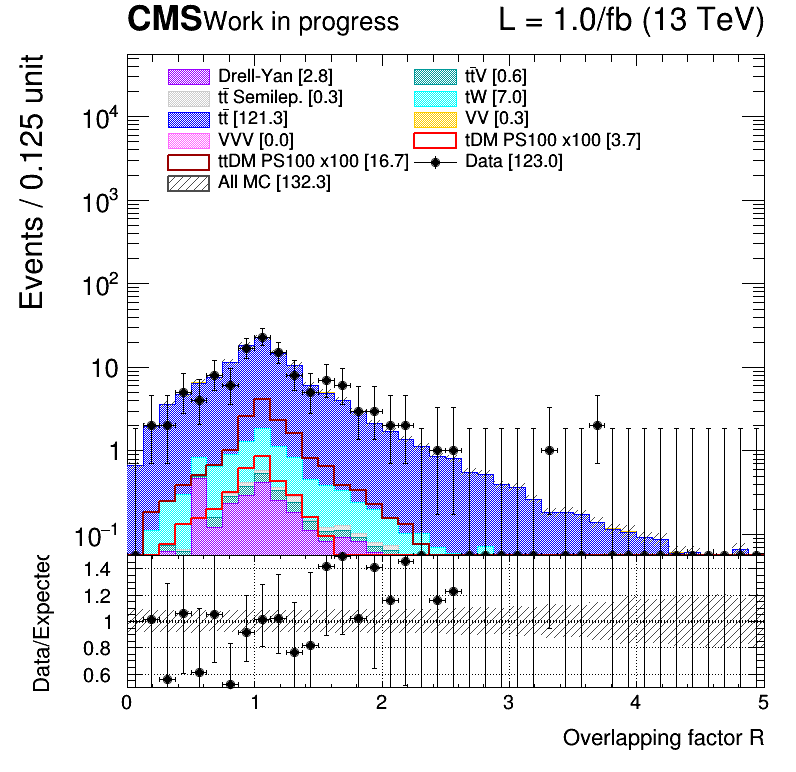 CMS Work in progress L = 1.0/fb (13 TeV)
Drell-Yan [2.8] tt̄V [0.6]
tt̄ Semilep. [0.3] tW [7.0]
tt̄ [121.3] VV [0.3]
VVV [0.0] tDM PS100 x100 [3.7]
ttDM PS100 x100 [16.7] Data [123.0]
All MC [132.3]
Events / 0.125 unit
10⁴
10³
10²
10
1
10⁻¹
Data/Expected
1.4
1.2
1
0.8
0.6
0 1 2 3 4 5
Overlapping factor R